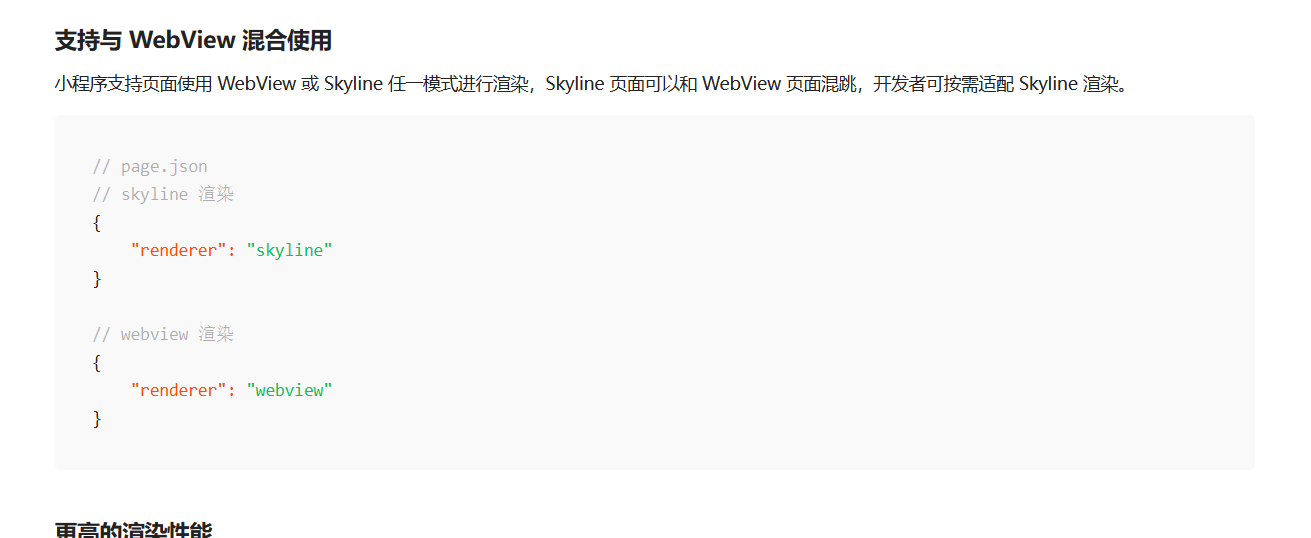 支持与 WebView 混合使用
小程序支持页面使用 WebView 或 Skyline 任一模式进行渲染，Skyline 页面可以和 WebView 页面混跳，开发者可按需适配 Skyline 渲染。
// page.json
// skyline 渲染
{
    "renderer": "skyline"
}
// webview 渲染
{
    "renderer": "webview"
}
更高的渲染性能